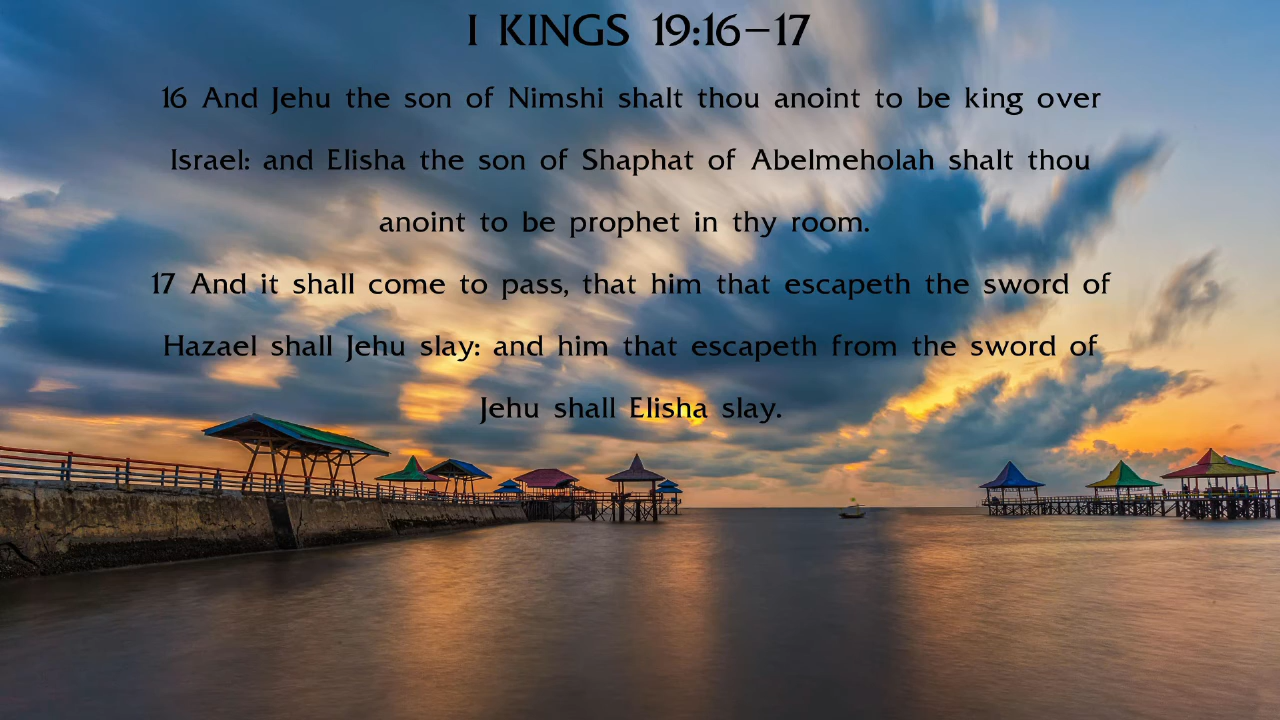 I KINGS 19:16–17
16 And Jehu the son of Nimshi shalt thou anoint to be king over
Israel: and Elisha the son of Shaphat of Abelmeholah shalt thou
anoint to be prophet in thy room.
17 And it shall come to pass, that him that escapeth the sword of
Hazael shall Jehu slay: and him that escapeth from the sword of
Jehu shall Elisha slay.